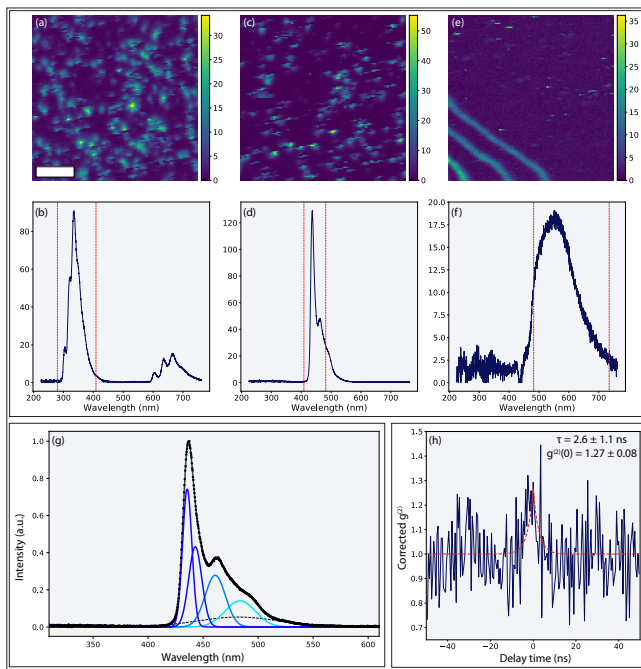 (a)
30
25
20
15
10
5
0
(c)
50
40
30
20
10
0
(e)
35
30
25
20
15
10
5
0
(b)
80
60
40
20
0
300 400 500 600 700
Wavelength (nm)
(d)
120
100
80
60
40
20
0
300 400 500 600 700
Wavelength (nm)
(f)
20.0
17.5
15.0
12.5
10.0
7.5
5.0
2.5
0.0
300 400 500 600 700
Wavelength (nm)
(g)
Intensity (a.u.)
1.0
0.8
0.6
0.4
0.2
0.0
350 400 450 500 550 600
Wavelength (nm)
(h)
τ = 2.6 ± 1.1 ns
g⁽²⁾(0) = 1.27 ± 0.08
Corrected g⁽²⁾
1.5
1.4
1.3
1.2
1.1
1.0
0.9
0.8
0.7
−40 −20 0 20 40
Delay time (ns)